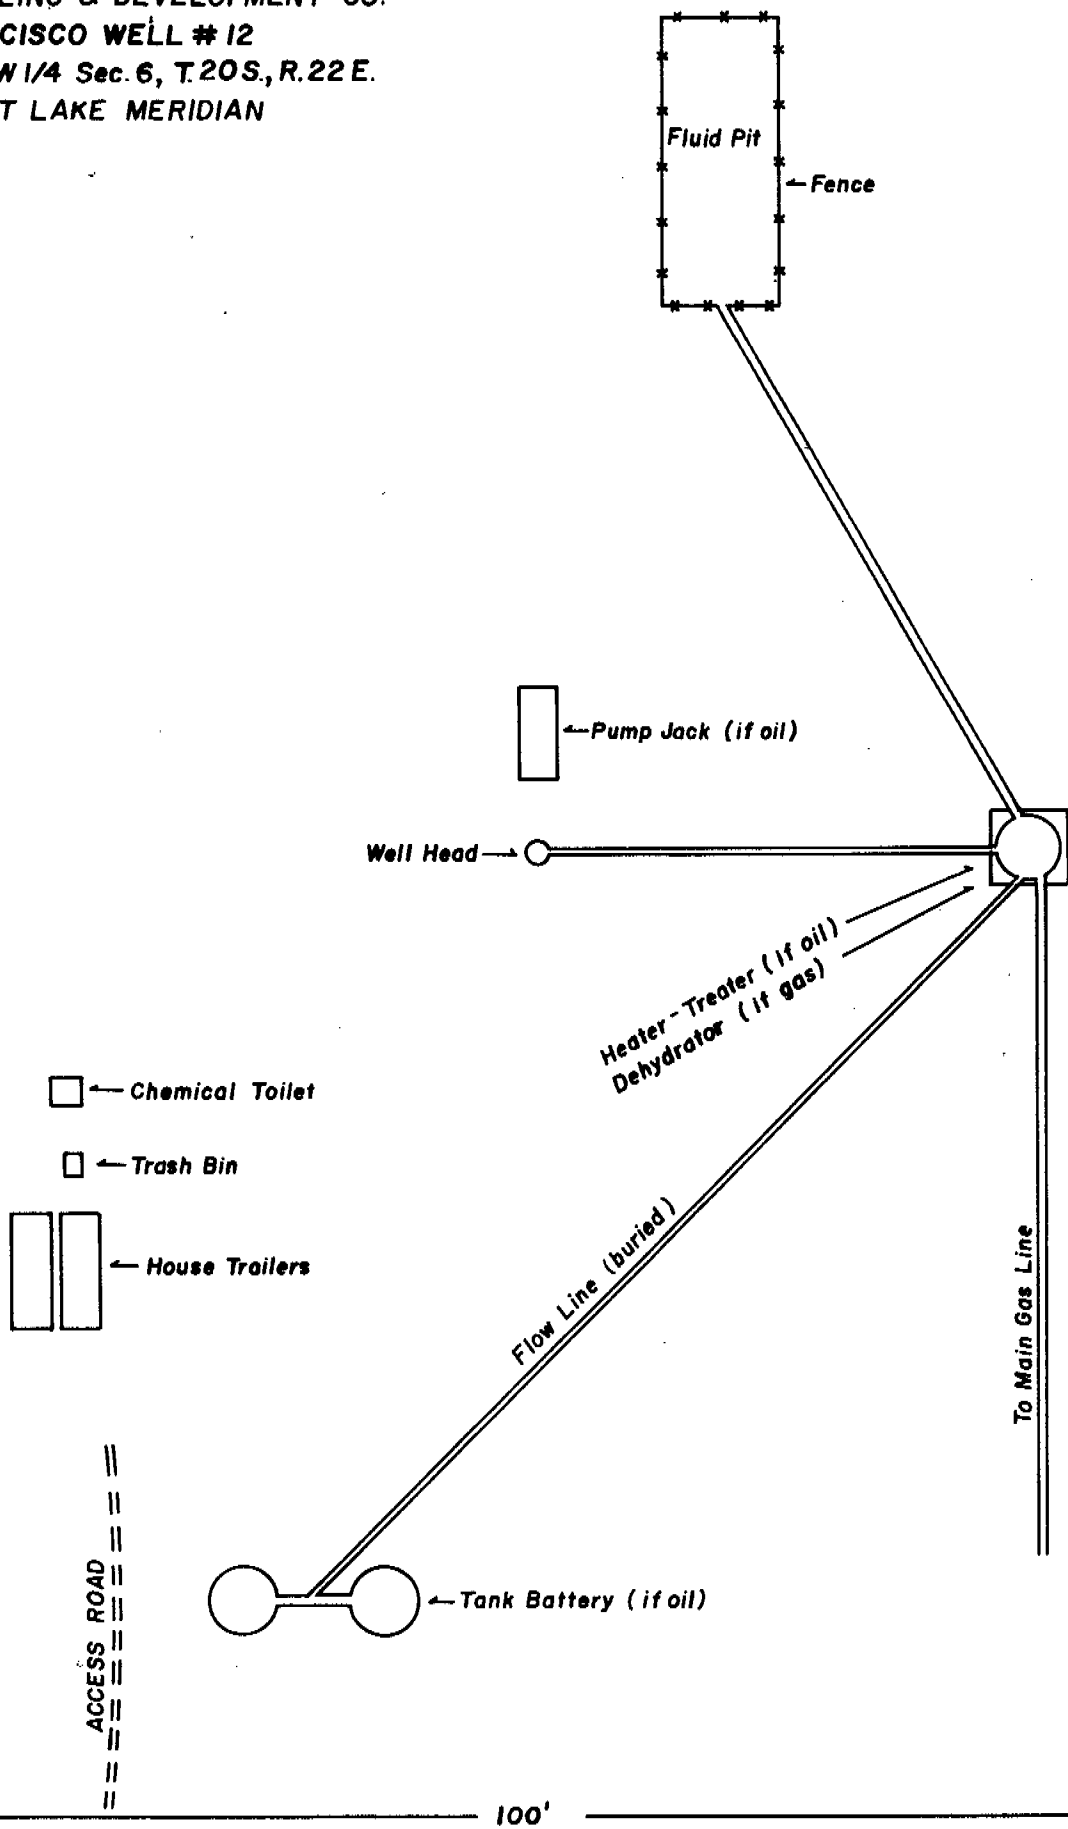 & DEVELOPMENT CO.
CISCO WELL # 12
W 1/4 Sec. 6, T. 20 S., R. 22 E.
T LAKE MERIDIAN
Fluid Pit
Fence
Pump Jack (if oil)
Well Head
Heater-Treater (if oil)
Dehydrator (if gas)
Chemical Toilet
Trash Bin
House Trailers
Flow Line (buried)
To Main Gas Line
Tank Battery (if oil)
ACCESS ROAD
100'